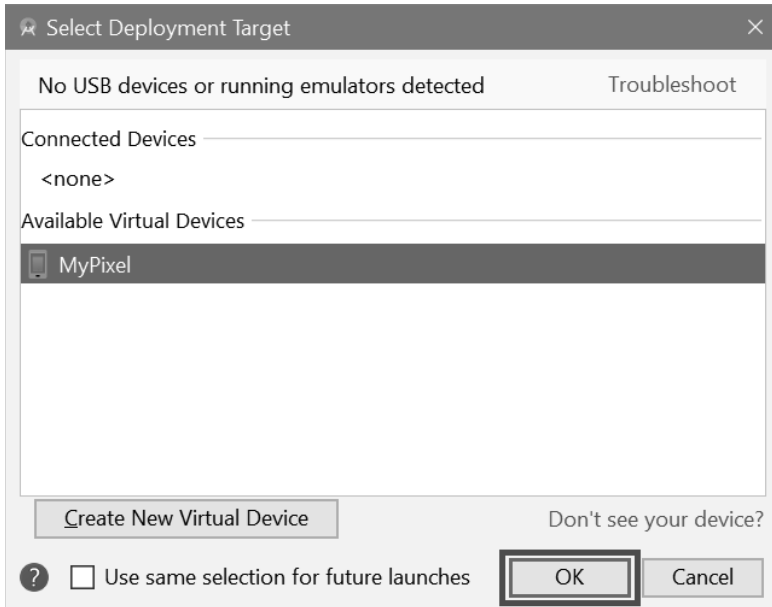 Select Deployment Target
No USB devices or running emulators detected Troubleshoot
Connected Devices
<none>
Available Virtual Devices
MyPixel
Create New Virtual Device Don't see your device?
? Use same selection for future launches OK Cancel